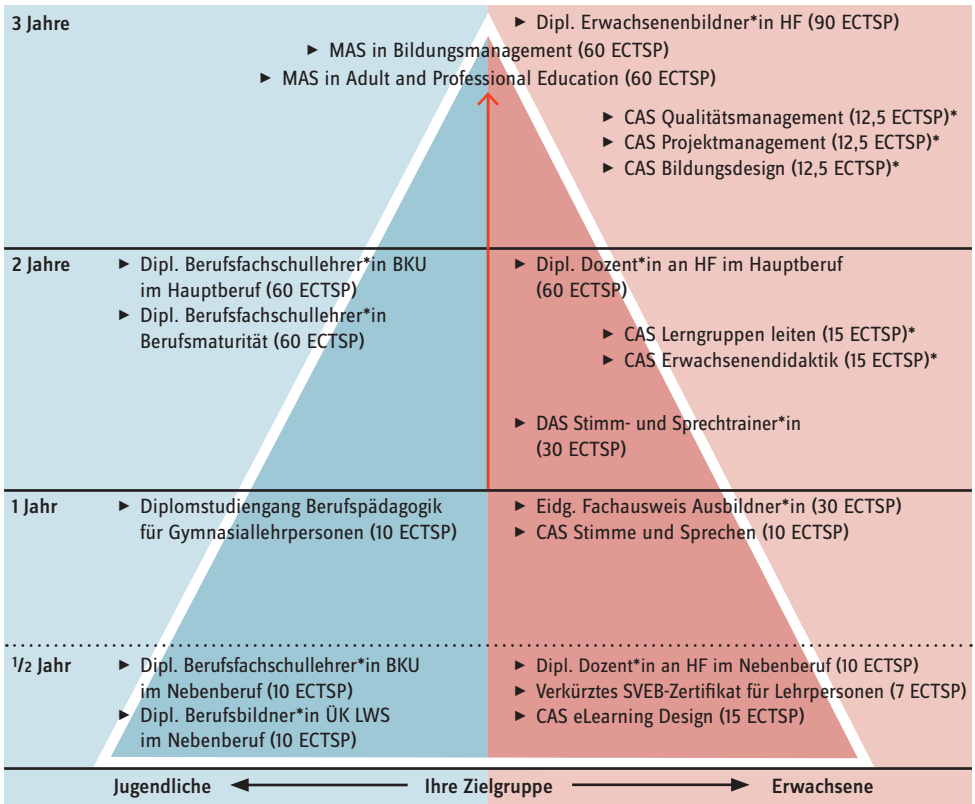 3 Jahre
► Dipl. Erwachsenenbildner*in HF (90 ECTSP)
► MAS in Bildungsmanagement (60 ECTSP)
► MAS in Adult and Professional Education (60 ECTSP)
► CAS Qualitätsmanagement (12,5 ECTSP)*
► CAS Projektmanagement (12,5 ECTSP)*
► CAS Bildungsdesign (12,5 ECTSP)*
2 Jahre
► Dipl. Berufsfachschullehrer*in BKU
im Hauptberuf (60 ECTSP)
► Dipl. Berufsfachschullehrer*in
Berufsmaturität (60 ECTSP)
► Dipl. Dozent*in an HF im Hauptberuf
(60 ECTSP)
► CAS Lerngruppen leiten (15 ECTSP)*
► CAS Erwachsenendidaktik (15 ECTSP)*
► DAS Stimm- und Sprechtrainer*in
(30 ECTSP)
1 Jahr
► Diplomstudiengang Berufspädagogik
für Gymnasiallehrpersonen (10 ECTSP)
► Eidg. Fachausweis Ausbildner*in (30 ECTSP)
► CAS Stimme und Sprechen (10 ECTSP)
1/2 Jahr
► Dipl. Berufsfachschullehrer*in BKU
im Nebenberuf (10 ECTSP)
► Dipl. Berufsbildner*in ÜK LWS
im Nebenberuf (10 ECTSP)
► Dipl. Dozent*in an HF im Nebenberuf (10 ECTSP)
► Verkürztes SVEB-Zertifikat für Lehrpersonen (7 ECTSP)
► CAS eLearning Design (15 ECTSP)
Jugendliche Ihre Zielgruppe Erwachsene